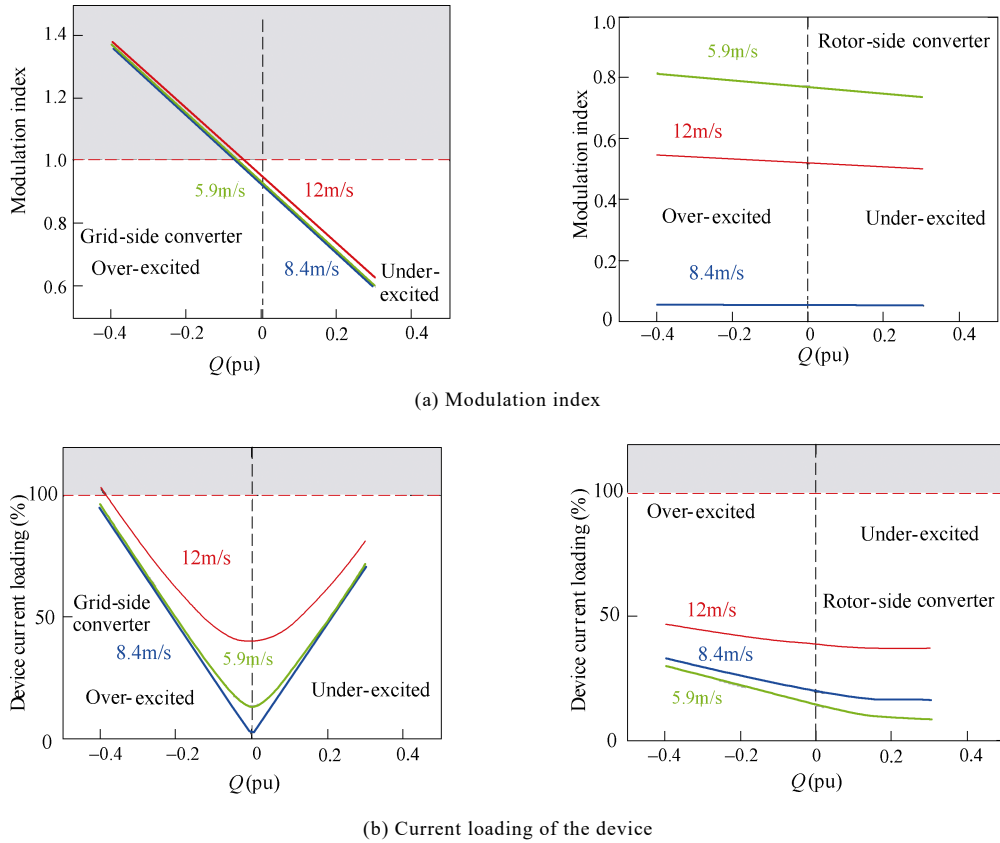 1.4
1.2
1.0
0.8
0.6
Modulation index
5.9m/s
12m/s
Grid-side converter
Over-excited
8.4m/s
Under-
excited
−0.4
−0.2
0
0.2
0.4
Q(pu)
1.0
0.8
0.6
0.4
0.2
0
Modulation index
Rotor-side converter
5.9m/s
12m/s
Over-excited
Under-excited
8.4m/s
−0.4
−0.2
0
0.2
0.4
Q(pu)
(a) Modulation index
100
50
0
Device current loading(%)
12m/s
Grid-side
converter
8.4m/s
5.9m/s
Over-excited
Under-excited
−0.4
−0.2
0
0.2
0.4
Q(pu)
100
50
0
Device current loading(%)
Over-excited
Under-excited
12m/s
Rotor-side converter
8.4m/s
5.9m/s
−0.4
−0.2
0
0.2
0.4
Q(pu)
(b) Current loading of the device